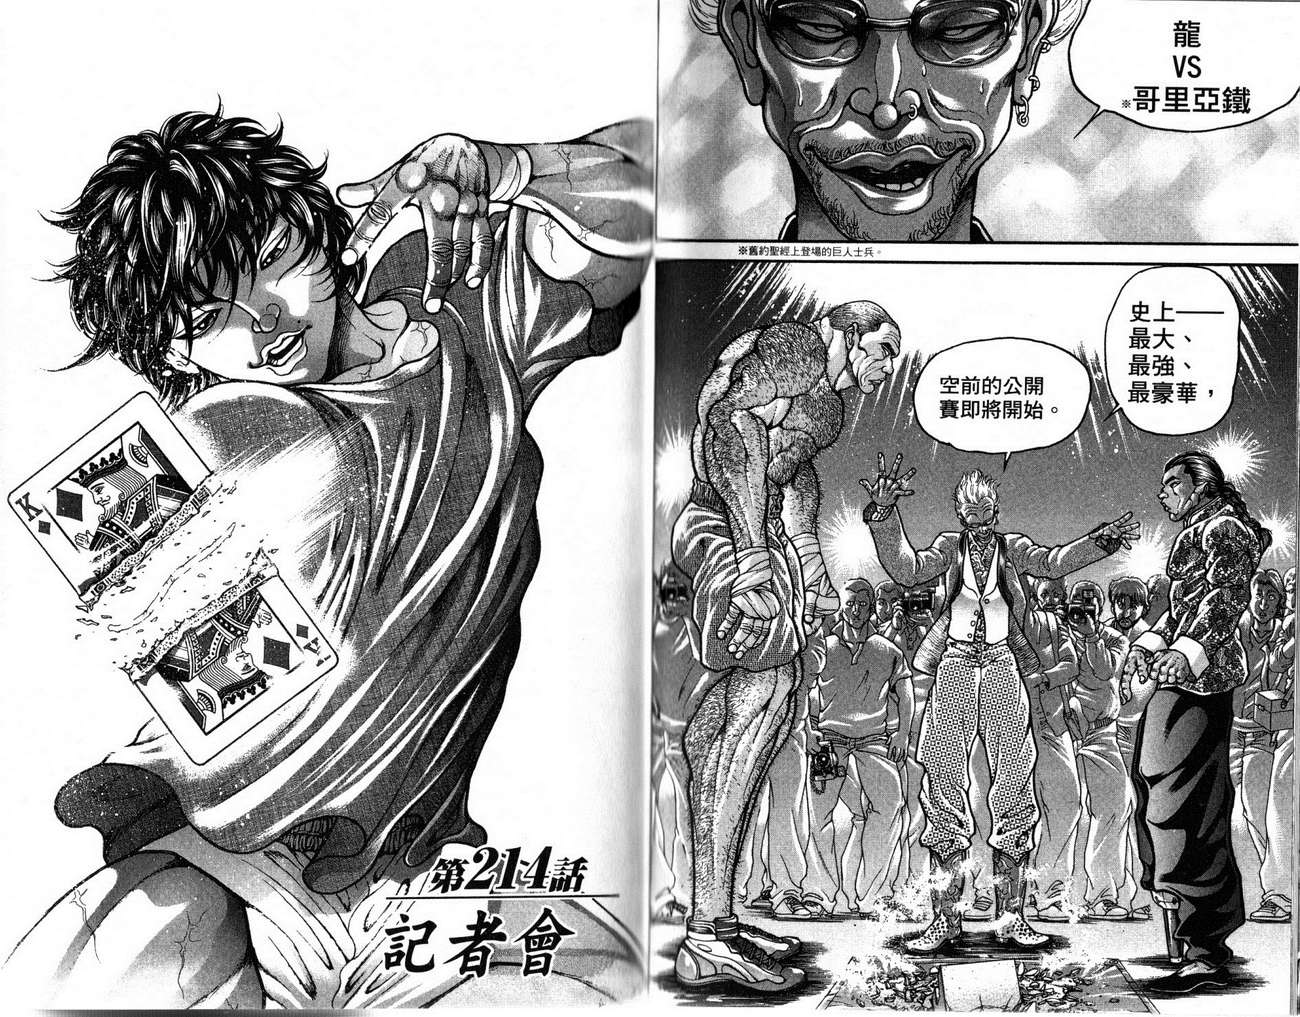 龍
VS
※哥里亞鐵
※舊約聖經上登場的巨人士兵。
史上——
最大、
最強、
最豪華，
空前的公開
賽即將開始。
K
A
第214話
記者會